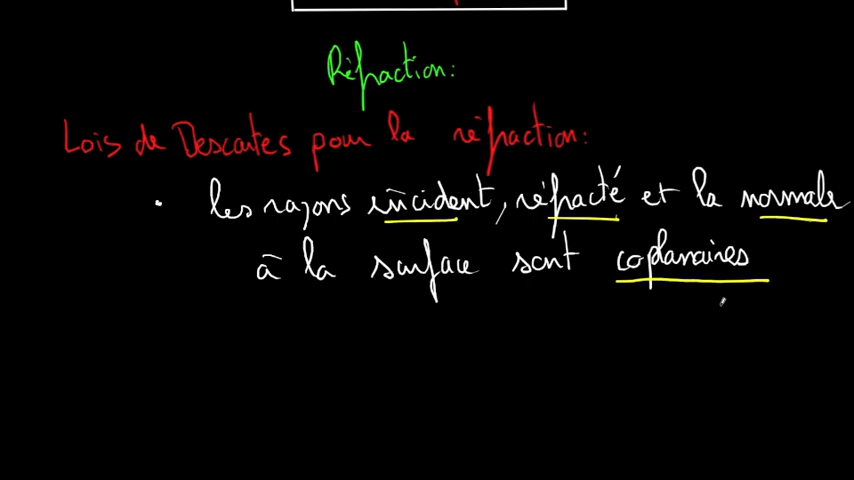 Réfraction:
Lois de Descartes pour la réfraction:
. les rayons incident, réfracté et la normale
à la surface sont coplanaires